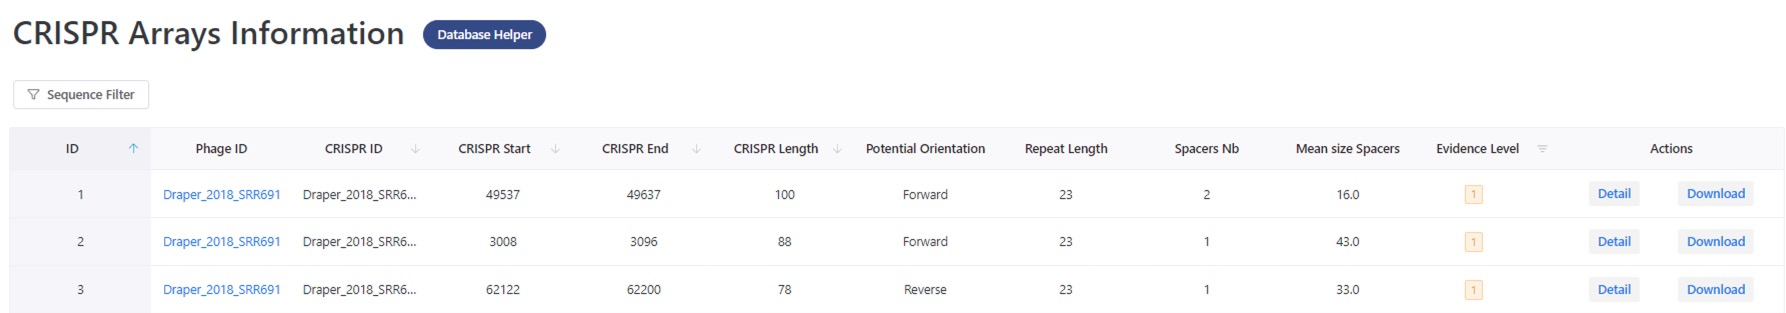 CRISPR Arrays Information Database Helper
Sequence Filter
ID Phage ID CRISPR ID CRISPR Start CRISPR End CRISPR Length Potential Orientation Repeat Length Spacers Nb Mean size Spacers Evidence Level Actions
1 Draper_2018_SRR691 Draper_2018_SRR6... 49537 49637 100 Forward 23 2 16.0 1 Detail Download
2 Draper_2018_SRR691 Draper_2018_SRR6... 3008 3096 88 Forward 23 1 43.0 1 Detail Download
3 Draper_2018_SRR691 Draper_2018_SRR6... 62122 62200 78 Reverse 23 1 33.0 1 Detail Download